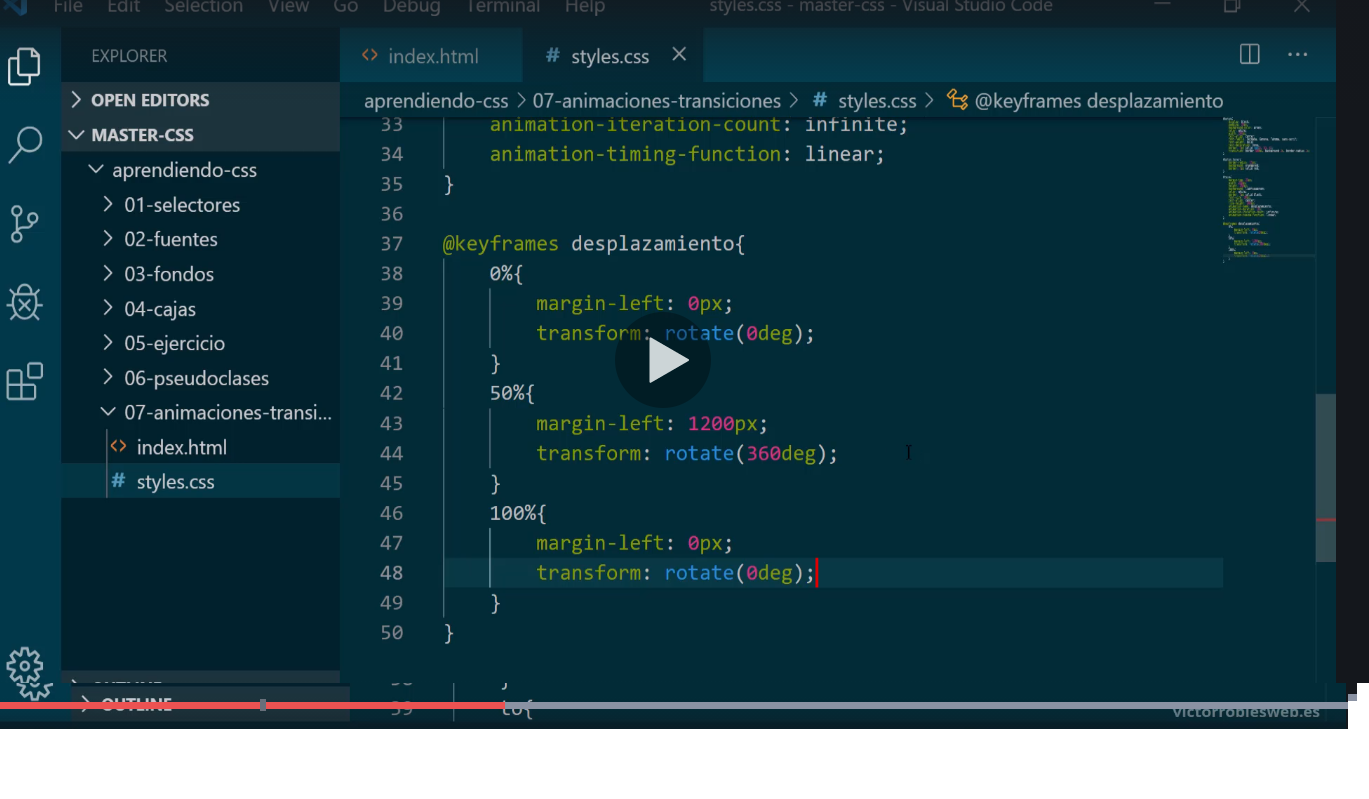 File Edit Selection View Go Debug Terminal Help styles.css - master-css - Visual Studio Code
EXPLORER
<> index.html
# styles.css ×
OPEN EDITORS
MASTER-CSS
aprendiendo-css
01-selectores
02-fuentes
03-fondos
04-cajas
05-ejercicio
06-pseudoclases
07-animaciones-transi...
<> index.html
# styles.css
OUTLINE
OUTLINE
aprendiendo-css > 07-animaciones-transiciones > # styles.css > @keyframes desplazamiento
33 animation-iteration-count: infinite;
34 animation-timing-function: linear;
35 }
36
37 @keyframes desplazamiento{
38 0%{
39 margin-left: 0px;
40 transform: rotate(0deg);
41 }
42 50%{
43 margin-left: 1200px;
44 transform: rotate(360deg);
45 }
46 100%{
47 margin-left: 0px;
48 transform: rotate(0deg);
49 }
50 }
39 to{
victorroblesweb.es